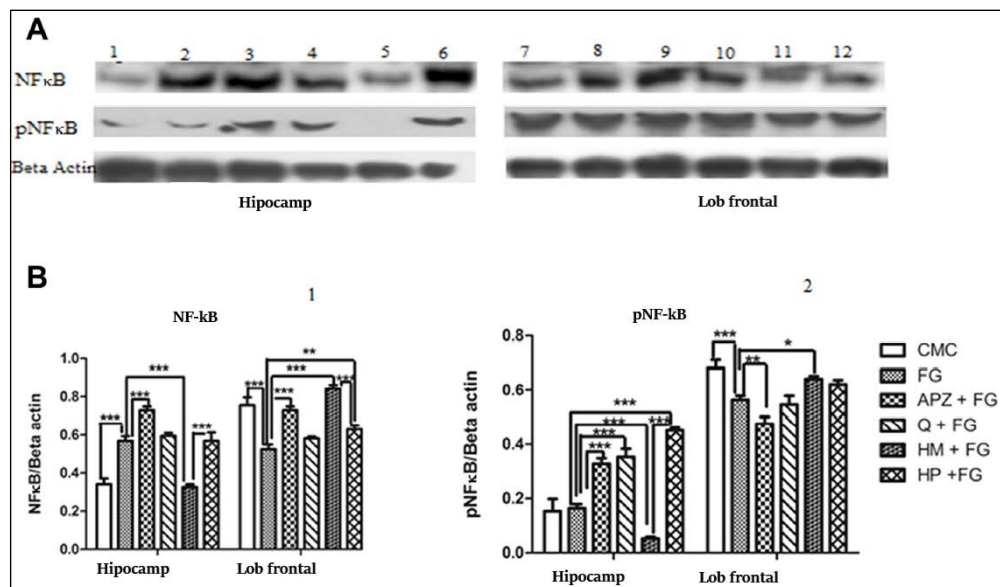 A
1 2 3 4 5 6 7 8 9 10 11 12
NFκB
pNFκB
Beta Actin
Hipocamp Lob frontal
B
1
NF-kB
NFκB/Beta actin
1.0
0.8
0.6
0.4
0.2
0.0
*** *** *** *** *** *** *** ** ***
Hipocamp Lob frontal
2
pNF-kB
pNFκB/Beta actin
0.8
0.6
0.4
0.2
0.0
*** *** *** *** *** *** ** *
Hipocamp Lob frontal
CMC
FG
APZ + FG
Q + FG
HM + FG
HP +FG